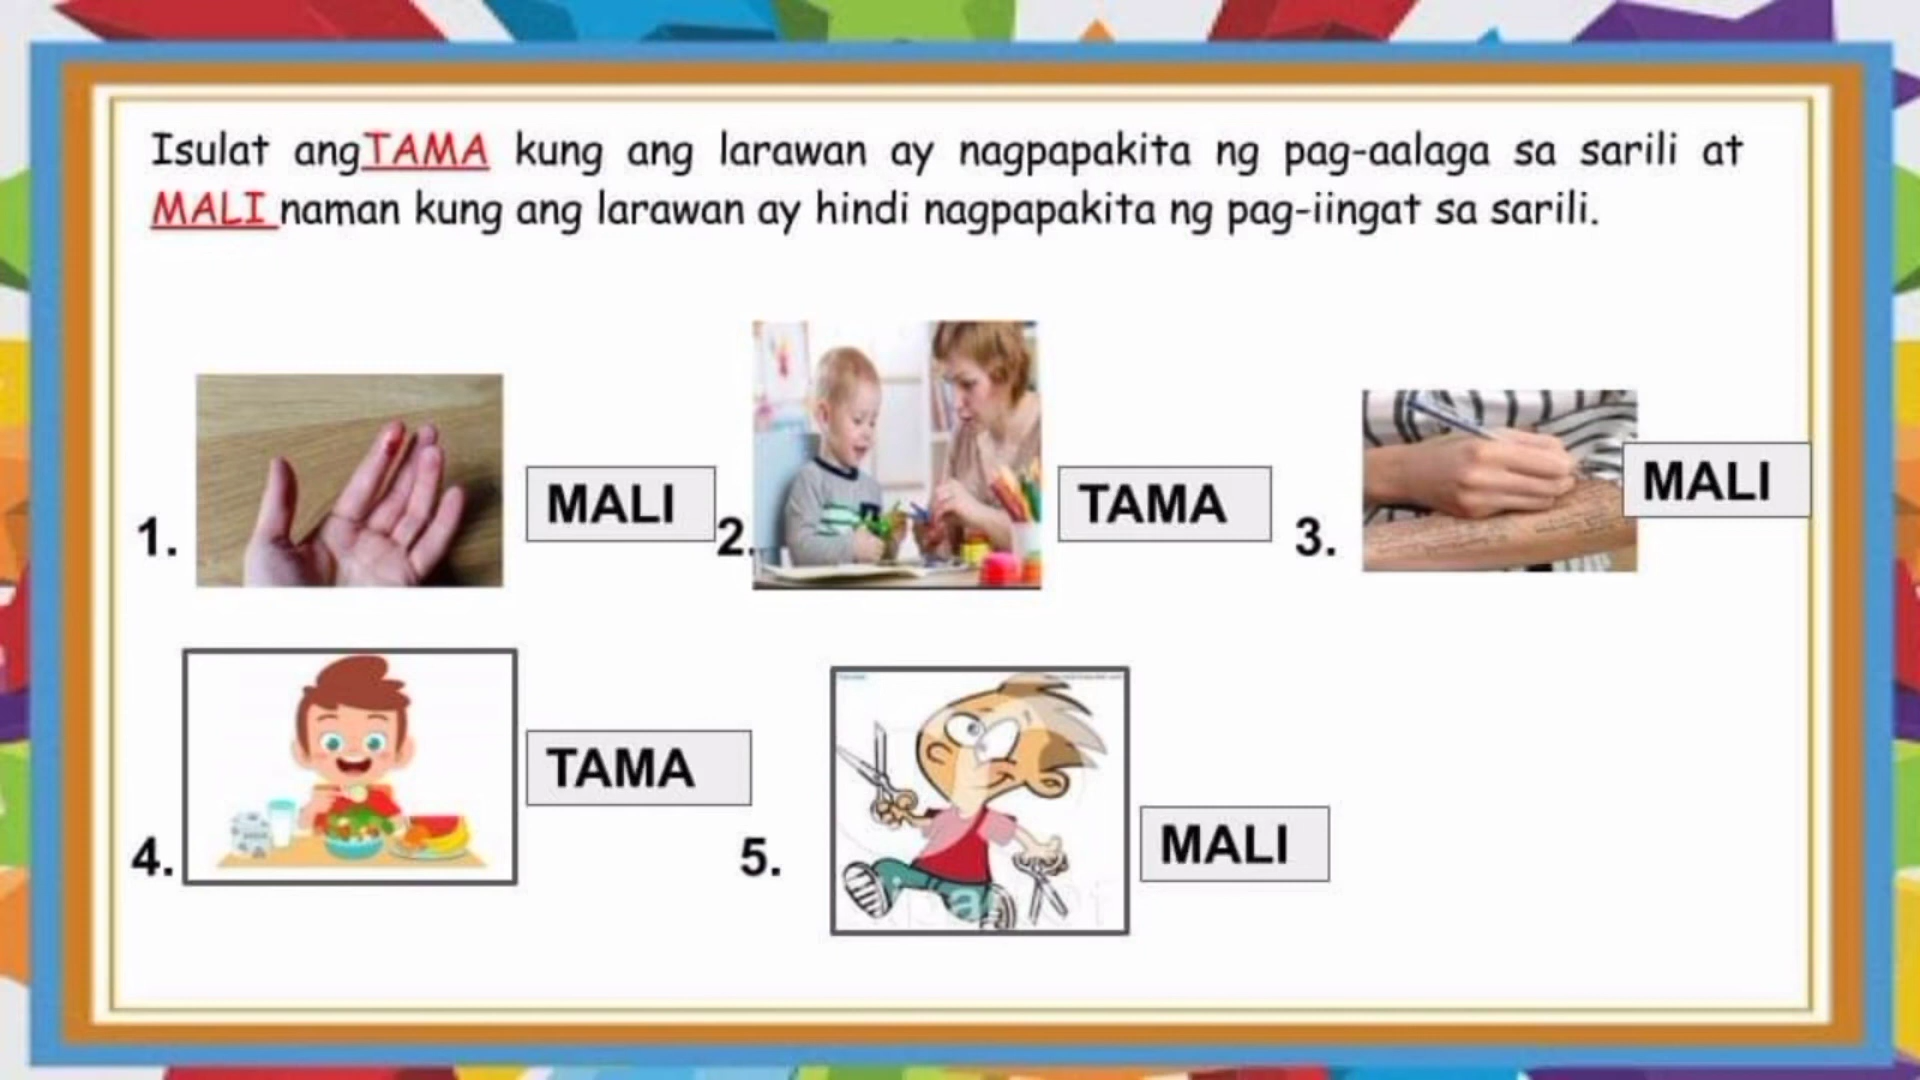 Isulat ang TAMA kung ang larawan ay nagpapakita ng pag-aalaga sa sarili at
MALI naman kung ang larawan ay hindi nagpapakita ng pag-iingat sa sarili.
1. MALI 2. TAMA 3. MALI
4. TAMA 5. MALI